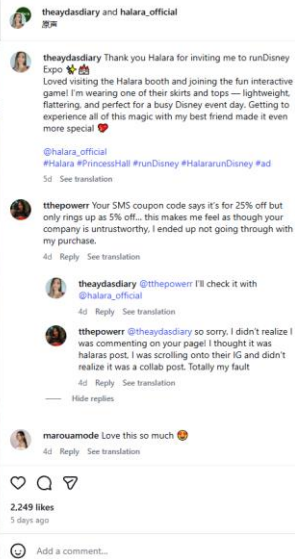 theaydasdiary and halara_official
原声
theaydasdiary Thank you Halara for inviting me to runDisney
Expo ✨🏰
Loved visiting the Halara booth and joining the fun interactive
game! I'm wearing one of their skirts and tops — lightweight,
flattering, and perfect for a busy Disney event day. Getting to
experience all of this magic with my best friend made it even
more special ❤️
@halara_official
#Halara #PrincessHall #runDisney #HalararunDisney #ad
5d See translation
tthepowerr Your SMS coupon code says it's for 25% off but
only rings up as 5% off... this makes me feel as though your
company is untrustworthy, I ended up not going through with
my purchase.
4d Reply See translation
theaydasdiary @tthepowerr I'll check it with
@halara_official
4d Reply See translation
tthepowerr @theaydasdiary so sorry, I didn't realize I
was commenting on your page! I thought it was
halaras post, I was scrolling onto their IG and didn't
realize it was a collab post. Totally my fault
4d Reply See translation
Hide replies
marouamode Love this so much 😍
4d Reply See translation
2,249 likes
5 days ago
Add a comment...